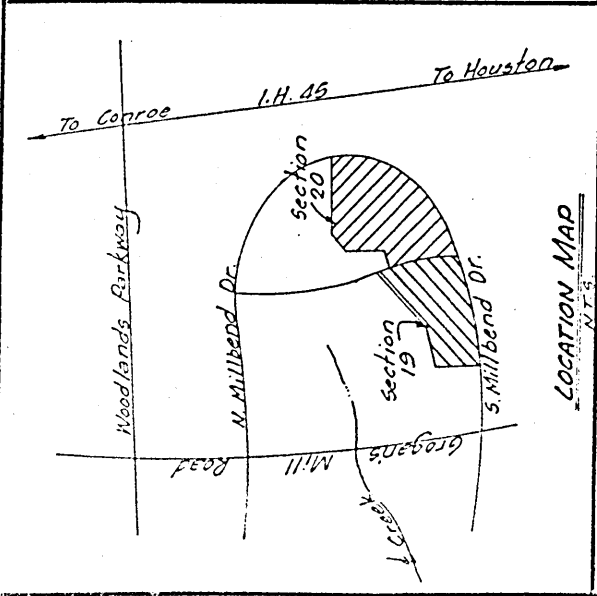 To Conroe
I.H. 45
To Houston
Woodlands Parkway
Section
20
N. Millbend Dr.
S. Millbend Dr.
Section
19
Grogan's Mill Road
Creek
LOCATION MAP
N.T.S.